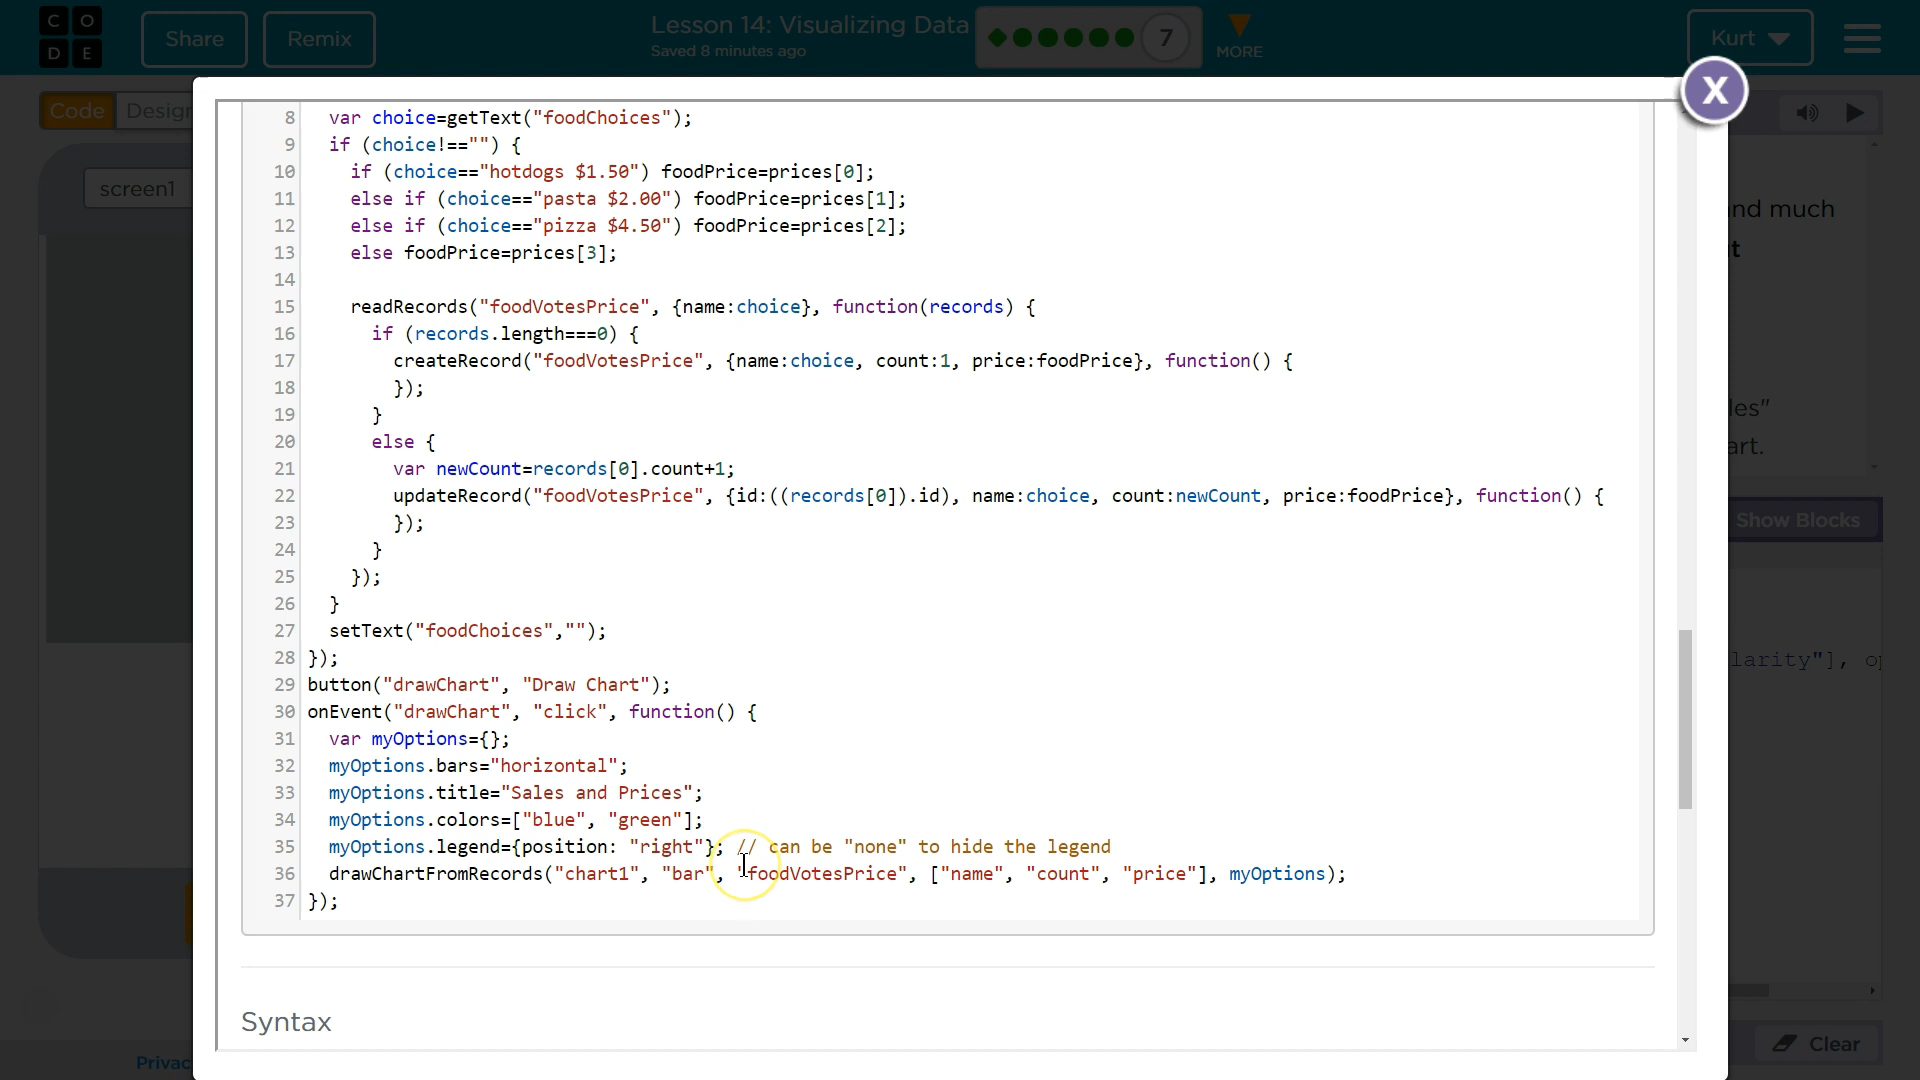 CODE
Share
Remix
Lesson 14: Visualizing Data
Saved 8 minutes ago
7
MORE
Kurt
X
Code
Design
screen1
8 var choice=getText("foodChoices");
9 if (choice!=="") {
10 if (choice=="hotdogs $1.50") foodPrice=prices[0];
11 else if (choice=="pasta $2.00") foodPrice=prices[1];
12 else if (choice=="pizza $4.50") foodPrice=prices[2];
13 else foodPrice=prices[3];
14
15 readRecords("foodVotesPrice", {name:choice}, function(records) {
16 if (records.length===0) {
17 createRecord("foodVotesPrice", {name:choice, count:1, price:foodPrice}, function() {
18 });
19 }
20 else {
21 var newCount=records[0].count+1;
22 updateRecord("foodVotesPrice", {id:((records[0]).id), name:choice, count:newCount, price:foodPrice}, function() {
23 });
24 }
25 });
26 }
27 setText("foodChoices","");
28 });
29 button("drawChart", "Draw Chart");
30 onEvent("drawChart", "click", function() {
31 var myOptions={};
32 myOptions.bars="horizontal";
33 myOptions.title="Sales and Prices";
34 myOptions.colors=["blue", "green"];
35 myOptions.legend={position: "right"}; // can be "none" to hide the legend
36 drawChartFromRecords("chart1", "bar", "foodVotesPrice", ["name", "count", "price"], myOptions);
37 });
Syntax
and much
les"
art.
Show Blocks
larity"],
Clear
Privac